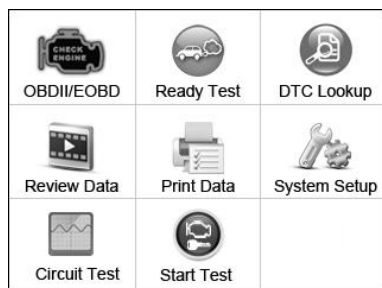 CHECK
ENGINE
OBDII/EOBD
Ready Test
DTC Lookup
Review Data
Print Data
System Setup
Circuit Test
Start Test